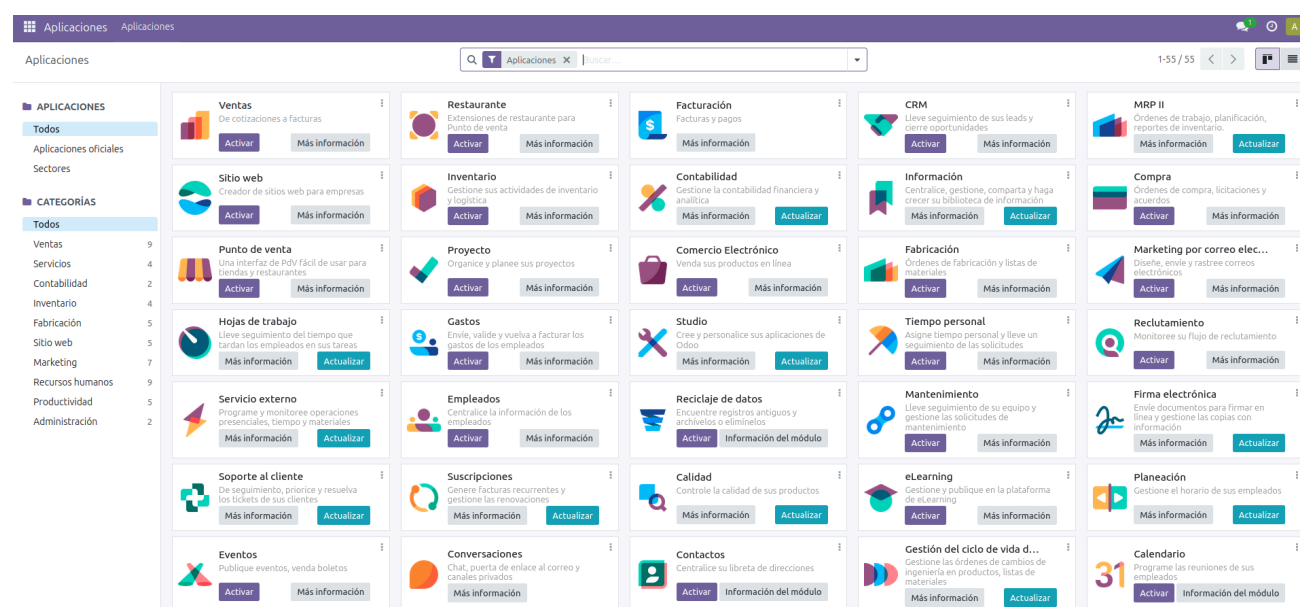 Aplicaciones Aplicaciones 1 A
Aplicaciones
Aplicaciones × Buscar...
1-55 / 55
APLICACIONES
Todos
Aplicaciones oficiales
Sectores
CATEGORÍAS
Todos
Ventas 9
Servicios 4
Contabilidad 2
Inventario 4
Fabricación 5
Sitio web 5
Marketing 7
Recursos humanos 9
Productividad 5
Administración 2
Ventas
De cotizaciones a facturas
Activar Más información
Restaurante
Extensiones de restaurante para
Punto de venta
Activar Más información
Facturación
Facturas y pagos
Más información
CRM
Lleve seguimiento de sus leads y
cierre oportunidades
Activar Más información
MRP II
Órdenes de trabajo, planificación,
reportes de inventario.
Más información Actualizar
Sitio web
Creador de sitios web para empresas
Activar Más información
Inventario
Gestione sus actividades de inventario
y logística
Activar Más información
Contabilidad
Gestione la contabilidad financiera y
analítica
Más información Actualizar
Información
Centralice, gestione, comparta y haga
crecer su biblioteca de información
Más información Actualizar
Compra
Órdenes de compra, licitaciones y
acuerdos
Activar Más información
Punto de venta
Una interfaz de PdV fácil de usar para
tiendas y restaurantes
Activar Más información
Proyecto
Organice y planee sus proyectos
Activar Más información
Comercio Electrónico
Venda sus productos en línea
Activar Más información
Fabricación
Órdenes de fabricación y listas de
materiales
Activar Más información
Marketing por correo elec...
Diseñe, envíe y rastree correos
electrónicos
Activar Más información
Hojas de trabajo
Lleve seguimiento del tiempo que
tardan los empleados en sus tareas
Más información Actualizar
Gastos
Envíe, valide y vuelva a facturar los
gastos de los empleados
Activar Más información
Studio
Cree y personalice sus aplicaciones de
Odoo
Más información Actualizar
Tiempo personal
Asigne tiempo personal y lleve un
seguimiento de las solicitudes
Activar Más información
Reclutamiento
Monitoree su flujo de reclutamiento
Activar Más información
Servicio externo
Programe y monitoree operaciones
presenciales, tiempo y materiales
Más información Actualizar
Empleados
Centralice la información de los
empleados
Activar Más información
Reciclaje de datos
Encuentre registros antiguos y
archívelos o elimínelos
Activar Información del módulo
Mantenimiento
Lleve seguimiento de su equipo y
gestione las solicitudes de
mantenimiento
Activar Más información
Firma electrónica
Envíe documentos para firmar en
línea y gestione las copias con
información
Más información Actualizar
Soporte al cliente
De seguimiento, priorice y resuelva
los tickets de sus clientes
Más información Actualizar
Suscripciones
Genere facturas recurrentes y
gestione las renovaciones
Más información Actualizar
Calidad
Controle la calidad de sus productos
Más información Actualizar
eLearning
Gestione y publique en la plataforma
de eLearning
Activar Más información
Planeación
Gestione el horario de sus empleados
Más información Actualizar
Eventos
Publique eventos, venda boletos
Activar Más información
Conversaciones
Chat, puerta de enlace al correo y
canales privados
Más información
Contactos
Centralice su libreta de direcciones
Activar Información del módulo
Gestión del ciclo de vida d...
Gestione las órdenes de cambios de
ingeniería en productos, listas de
materiales
Más información Actualizar
Calendario
Programe las reuniones de sus
empleados
Activar Información del módulo
31